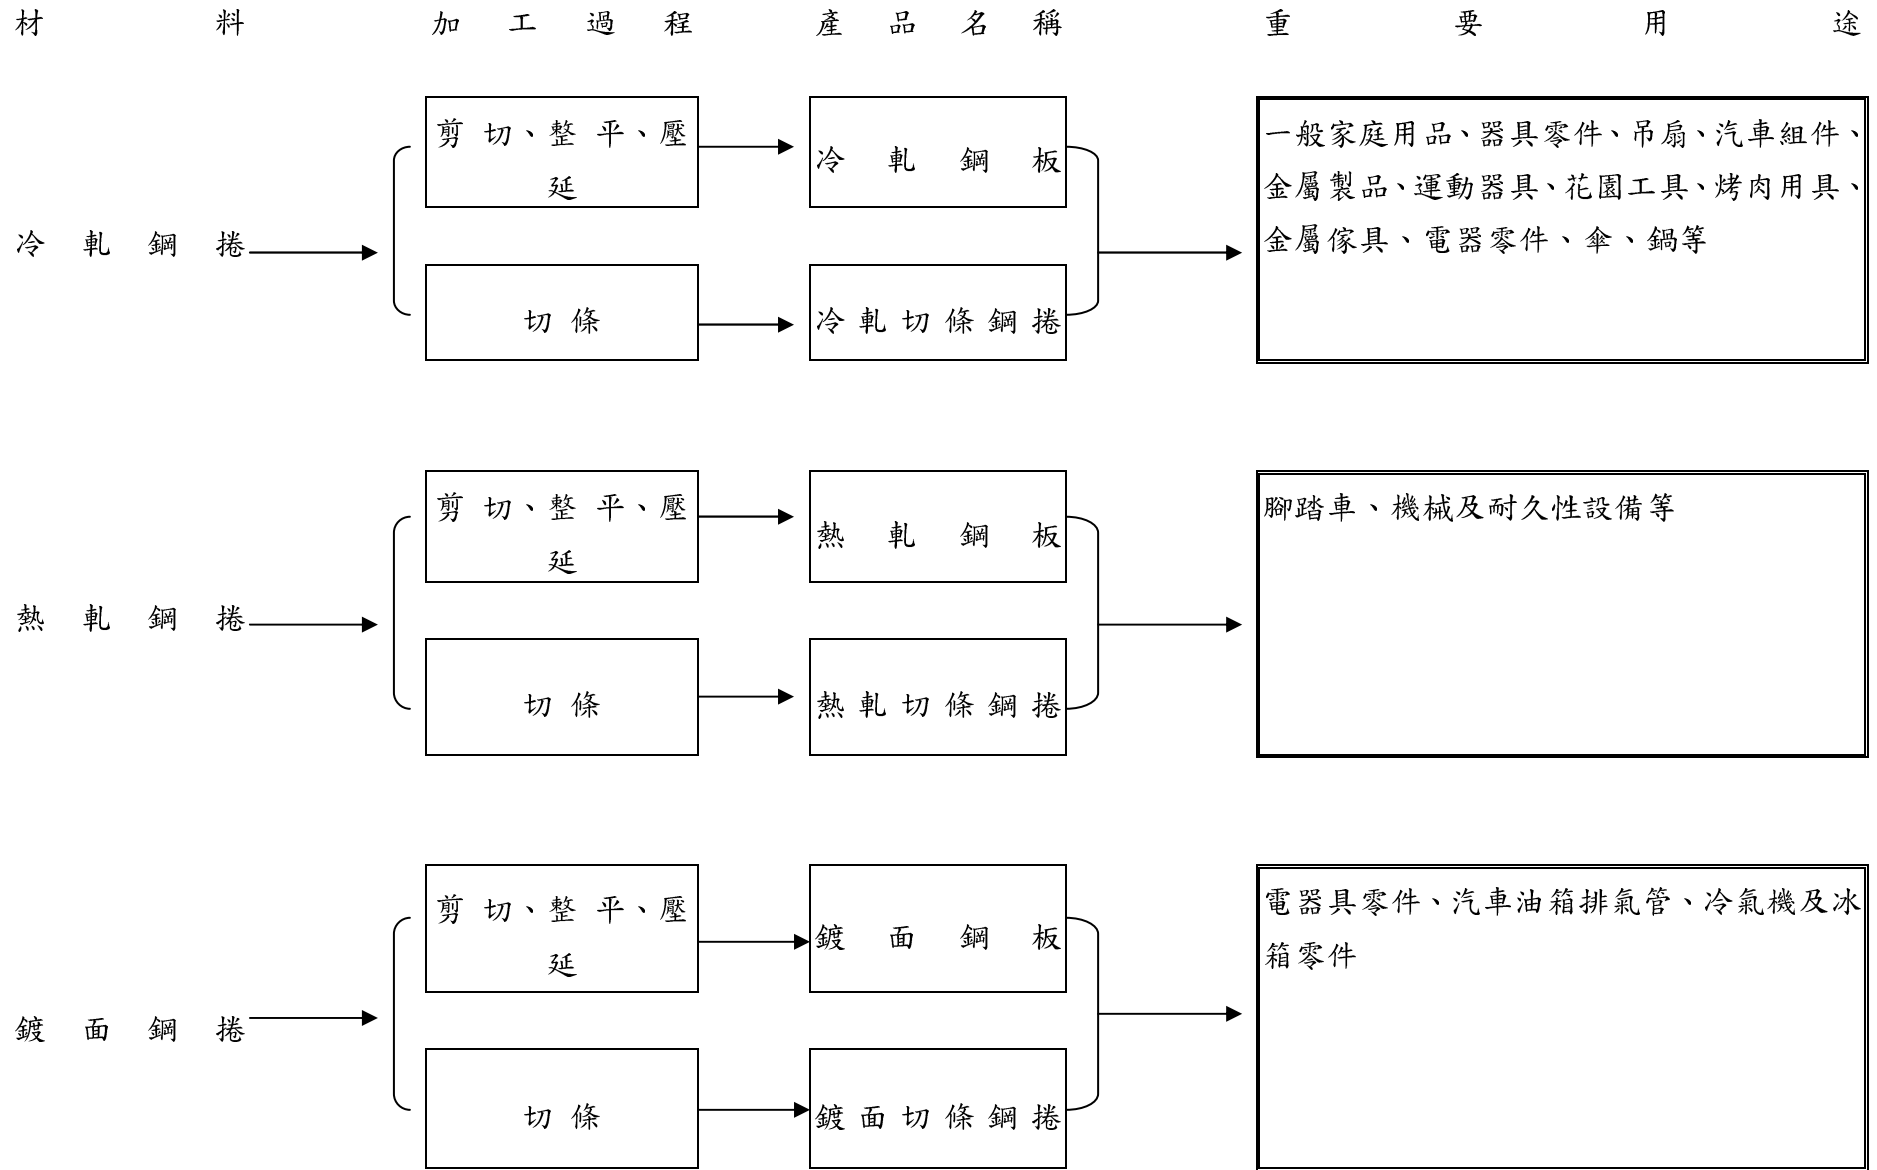 材料 加工過程 產品名稱 重要用途
剪切、整平、壓
延
冷軋鋼板
一般家庭用品、器具零件、吊扇、汽車組件、
金屬製品、運動器具、花園工具、烤肉用具、
金屬傢具、電器零件、傘、鍋等
冷軋鋼捲
切條
冷軋切條鋼捲
剪切、整平、壓
延
熱軋鋼板
腳踏車、機械及耐久性設備等
熱軋鋼捲
切條
熱軋切條鋼捲
剪切、整平、壓
延
鍍面鋼板
電器具零件、汽車油箱排氣管、冷氣機及冰
箱零件
鍍面鋼捲
切條
鍍面切條鋼捲